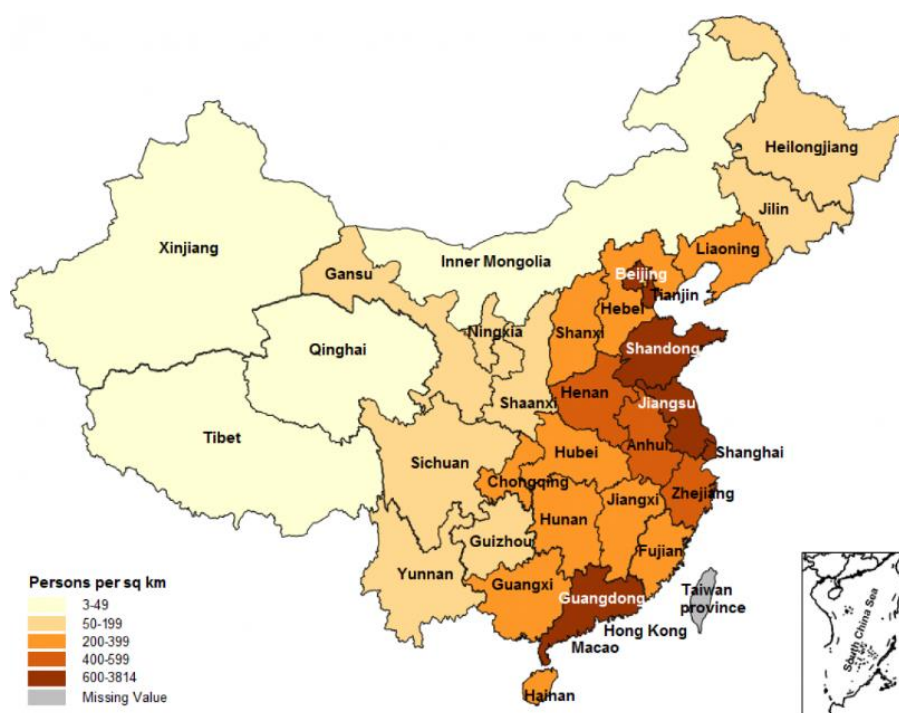 Heilongjiang
Jilin
Xinjiang
Liaoning
Inner Mongolia
Gansu
Beijing
Tianjin
Hebei
Ningxia
Shanxi
Qinghai
Shandong
Henan
Shaanxi
Jiangsu
Tibet
Anhui
Shanghai
Hubei
Sichuan
Chongqing
Zhejiang
Jiangxi
Hunan
Guizhou
Fujian
Yunnan
Guangxi
Guangdong
Taiwan
province
Hong Kong
Macao
Hainan
South China Sea
Persons per sq km
3-49
50-199
200-399
400-599
600-3814
Missing Value